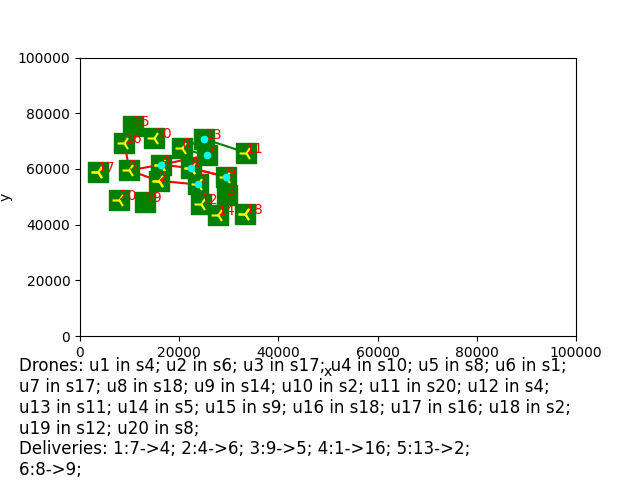 100000
80000
60000
40000
20000
0
y
0 20000 40000 60000 80000 100000
x
Drones: u1 in s4; u2 in s6; u3 in s17; u4 in s10; u5 in s8; u6 in s1;
u7 in s17; u8 in s18; u9 in s14; u10 in s2; u11 in s20; u12 in s4;
u13 in s11; u14 in s5; u15 in s9; u16 in s18; u17 in s16; u18 in s2;
u19 in s12; u20 in s8;
Deliveries: 1:7->4; 2:4->6; 3:9->5; 4:1->16; 5:13->2;
6:8->9;